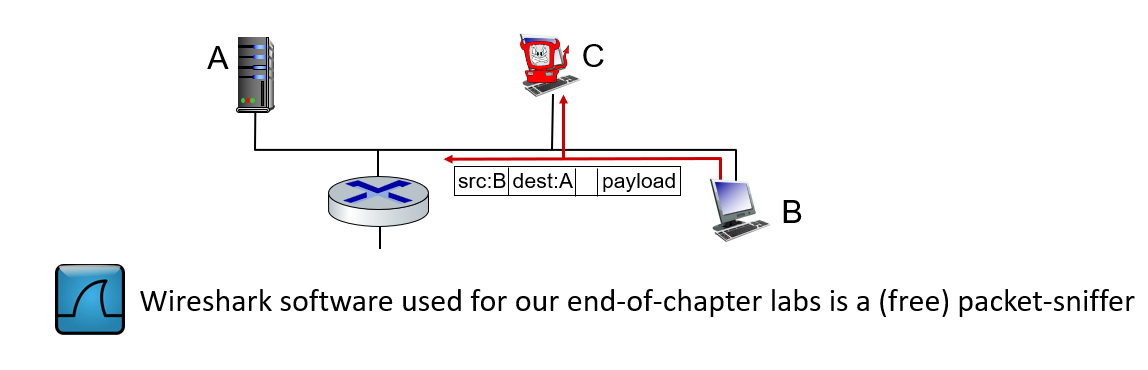 A
C
src:B dest:A payload
B
Wireshark software used for our end-of-chapter labs is a (free) packet-sniffer